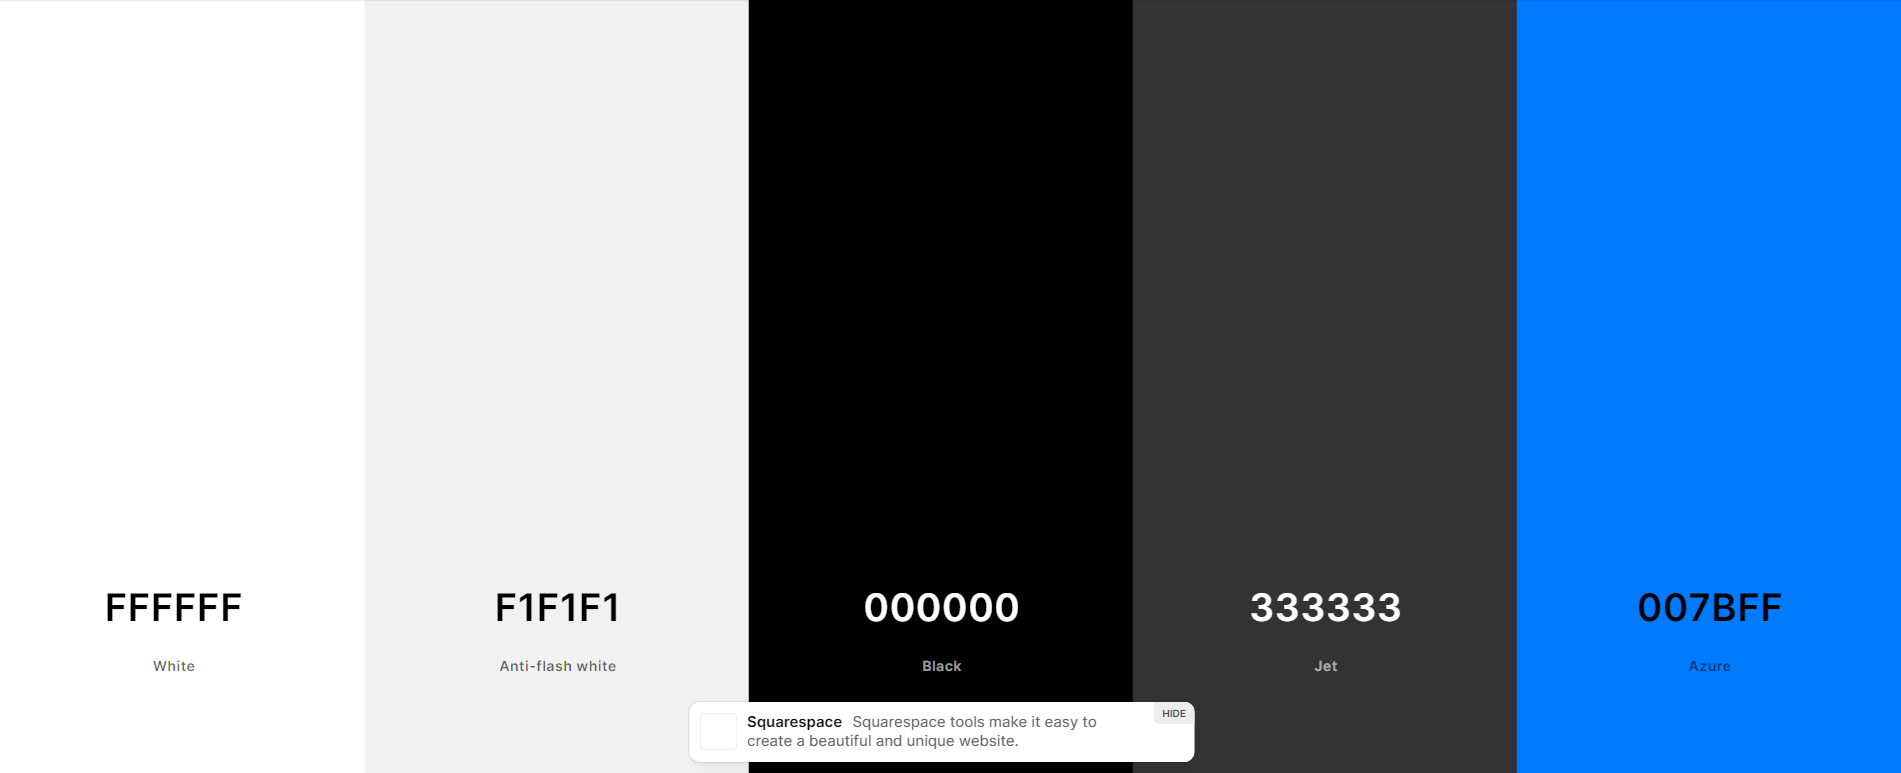 FFFFFF
F1F1F1
000000
333333
007BFF
White
Anti-flash white
Black
Jet
Azure
Squarespace Squarespace tools make it easy to
create a beautiful and unique website.
HIDE